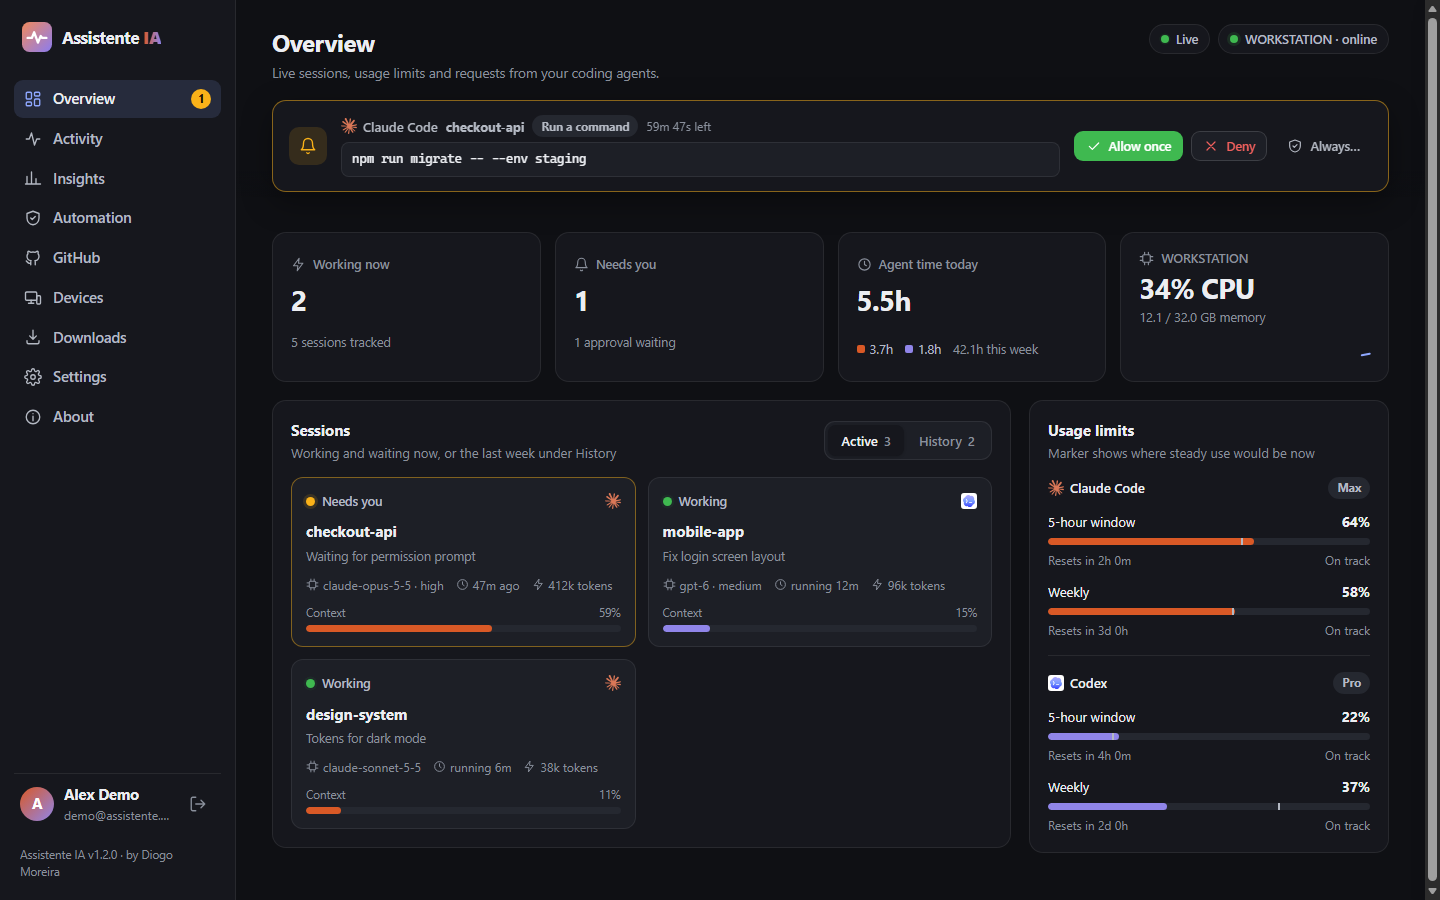 Assistente IA
Overview
1
Activity
Insights
Automation
GitHub
Devices
Downloads
Settings
About
A
Alex Demo
demo@assistente....
Assistente IA v1.2.0 · by Diogo
Moreira
Overview
Live sessions, usage limits and requests from your coding agents.
Live
WORKSTATION · online
Claude Code checkout-api Run a command 59m 47s left
npm run migrate -- --env staging
Allow once
Deny
Always...
Working now
2
5 sessions tracked
Needs you
1
1 approval waiting
Agent time today
5.5h
3.7h 1.8h 42.1h this week
WORKSTATION
34% CPU
12.1 / 32.0 GB memory
Sessions
Working and waiting now, or the last week under History
Active 3
History 2
Needs you
checkout-api
Waiting for permission prompt
claude-opus-5-5 · high 47m ago 412k tokens
Context 59%
Working
mobile-app
Fix login screen layout
gpt-6 · medium running 12m 96k tokens
Context 15%
Working
design-system
Tokens for dark mode
claude-sonnet-5-5 running 6m 38k tokens
Context 11%
Usage limits
Marker shows where steady use would be now
Claude Code Max
5-hour window 64%
Resets in 2h 0m On track
Weekly 58%
Resets in 3d 0h On track
Codex Pro
5-hour window 22%
Resets in 4h 0m On track
Weekly 37%
Resets in 2d 0h On track